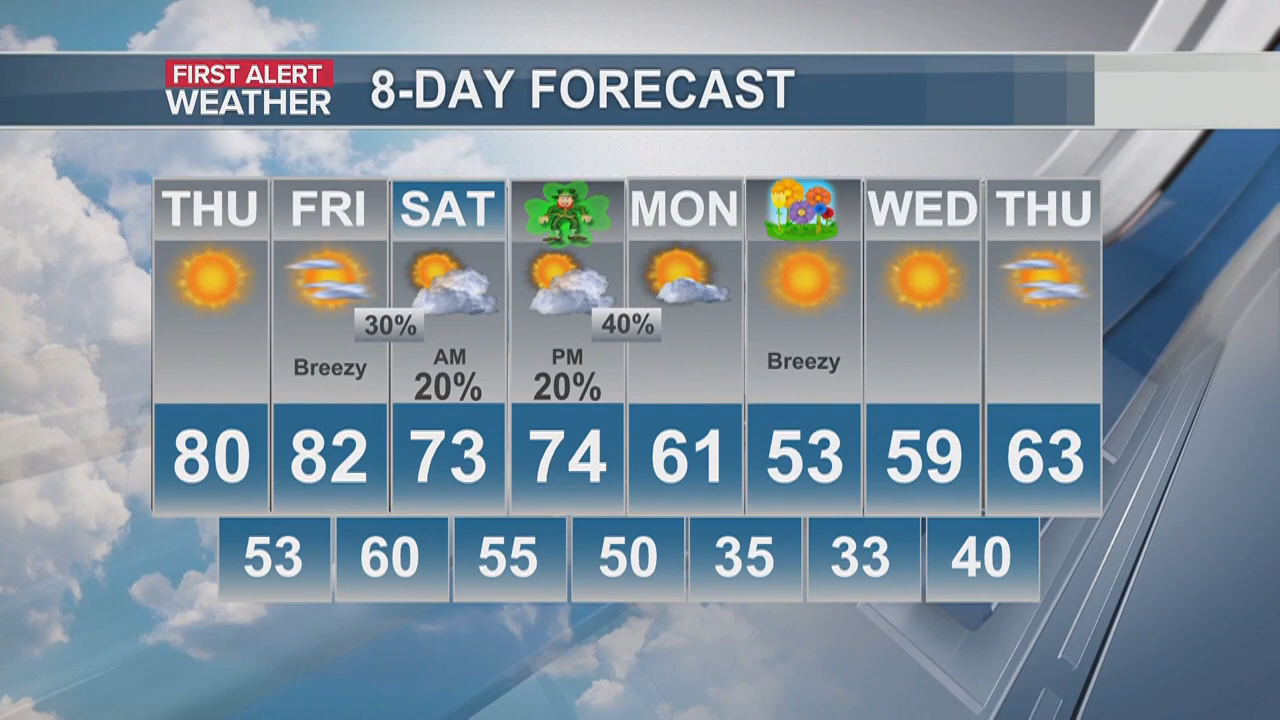 FIRST ALERT
WEATHER
8-DAY FORECAST
THU FRI SAT MON WED THU
30% 40%
Breezy AM PM Breezy
20% 20%
80 82 73 74 61 53 59 63
53 60 55 50 35 33 40